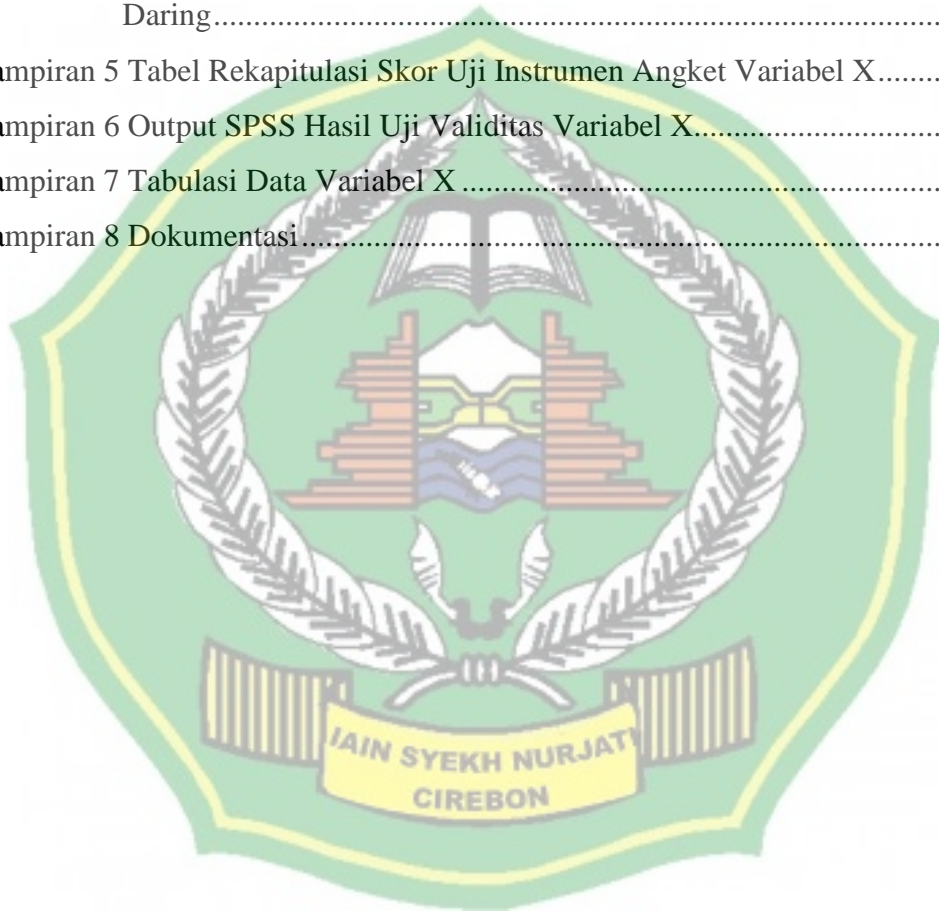 Daring....................................................................................................
ampiran 5 Tabel Rekapitulasi Skor Uji Instrumen Angket Variabel X........
ampiran 6 Output SPSS Hasil Uji Validitas Variabel X...............................
ampiran 7 Tabulasi Data Variabel X............................................................
ampiran 8 Dokumentasi................................................................................
IAIN SYEKH NURJATI
CIREBON